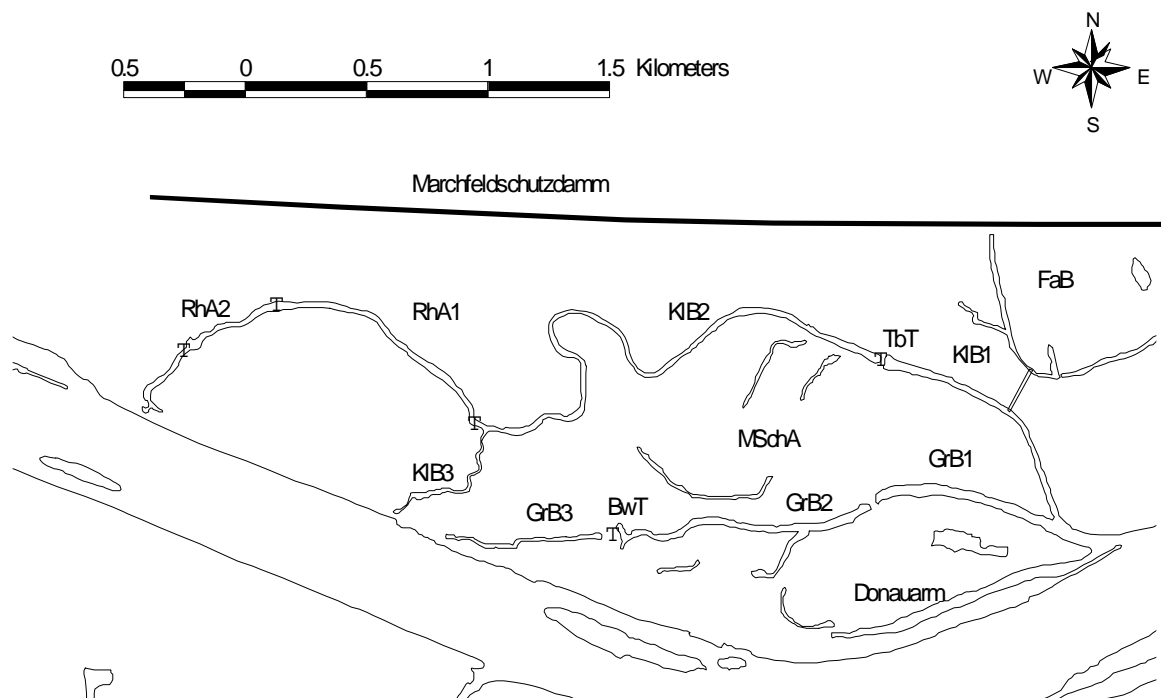 N
0.5 0 0.5 1 1.5 Kilometers
W E
S
Marchfeldschutzdamm
FaB
RhA2 RhA1 KlB2
TbT
KlB1
MSchA
GrB1
KlB3
GrB3 BwT GrB2
Donauarm